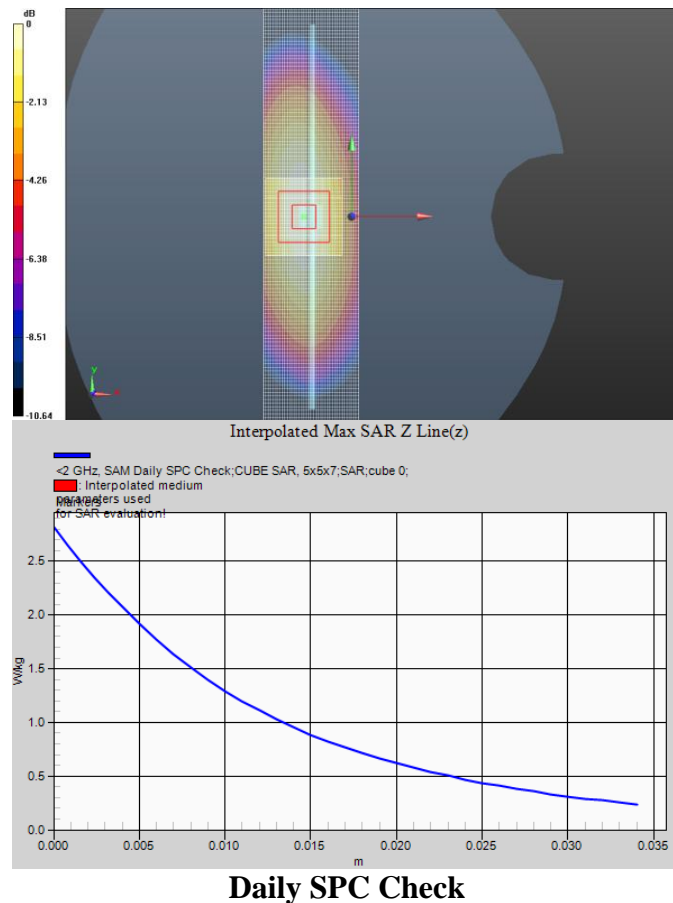 dB
0
-2.13
-4.26
-6.38
-8.51
-10.64
Y
X
Interpolated Max SAR Z Line(z)
<2 GHz, SAM Daily SPC Check;CUBE SAR, 5x5x7;SAR;cube 0;
: Interpolated medium
parameters used
Markers
for SAR evaluation!
2.5
2.0
1.5
1.0
0.5
0.0
W/kg
0.000 0.005 0.010 0.015 0.020 0.025 0.030 0.035
m
Daily SPC Check